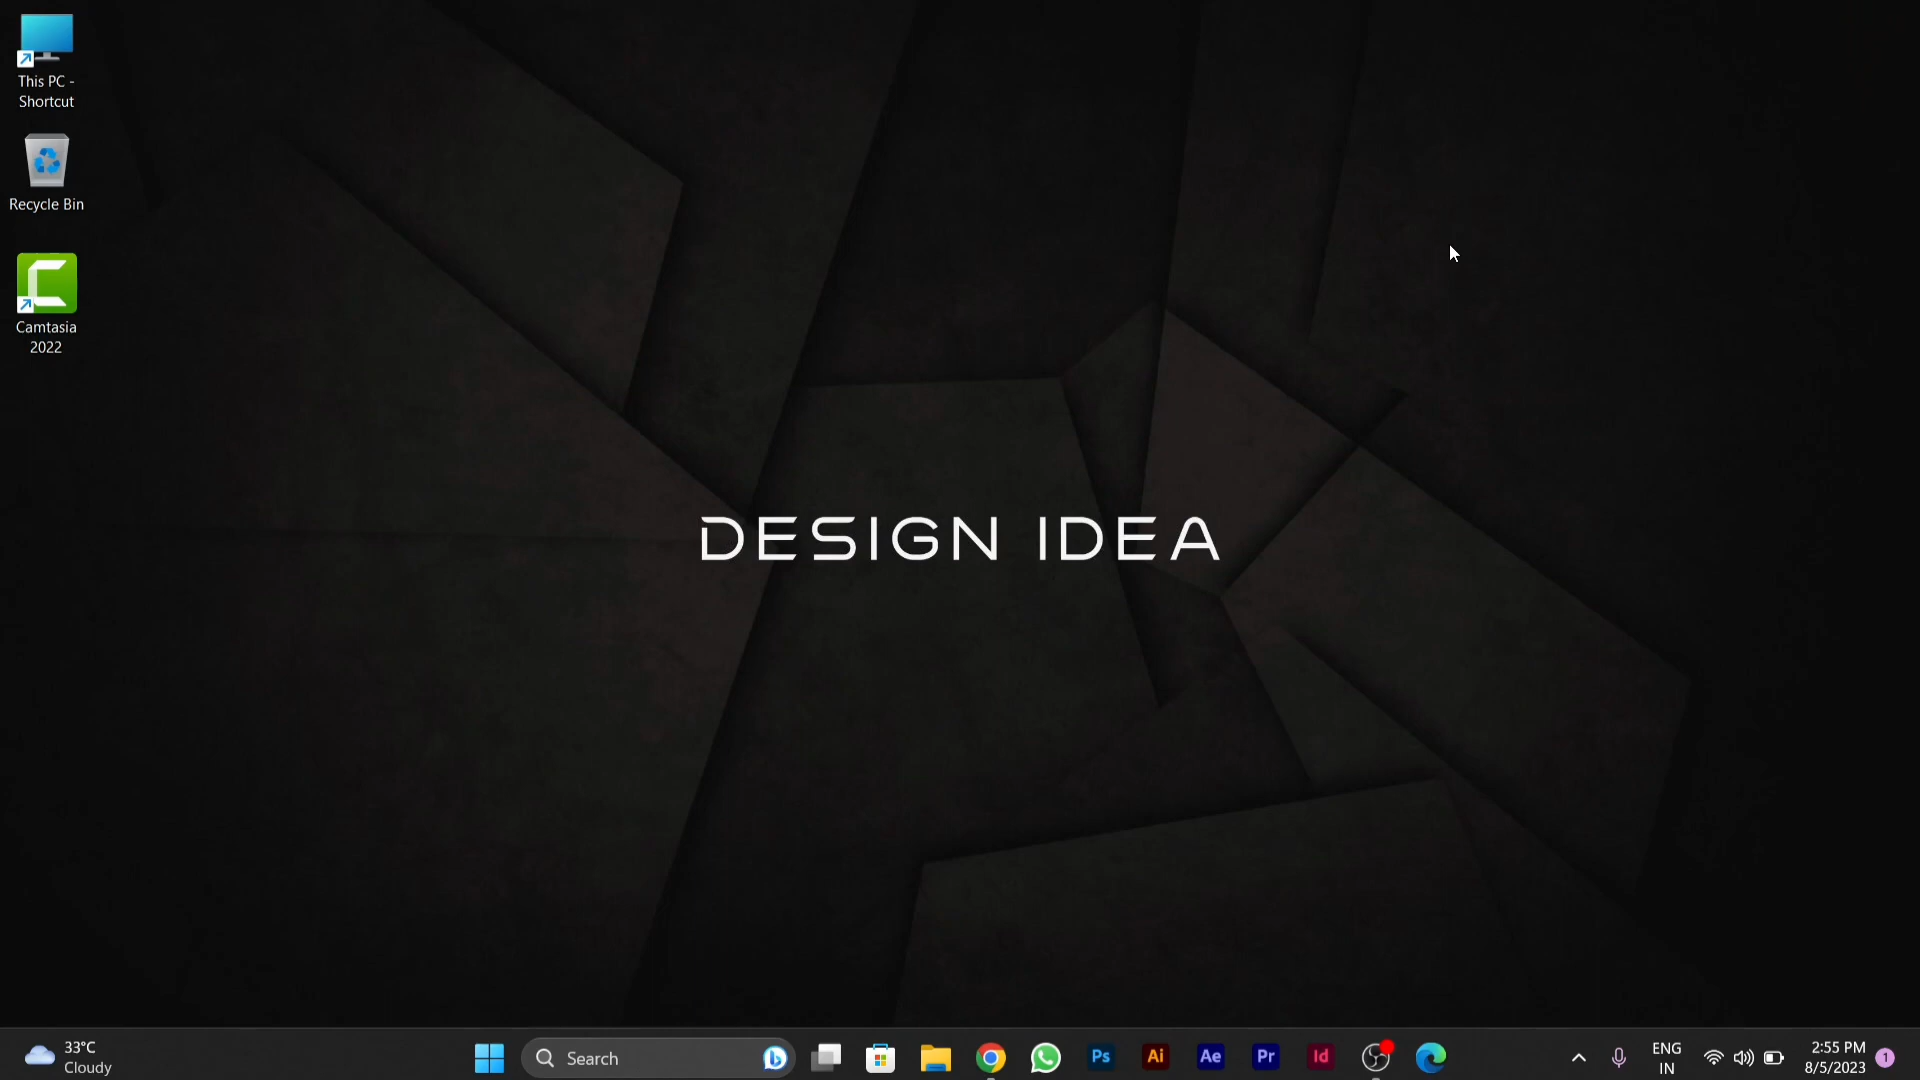 This PC -
Shortcut
Recycle Bin
Camtasia
2022
DESIGN IDEA
33°C
Cloudy
Search
Ps
Ai
Ae
Pr
Id
ENG
IN
2:55 PM
8/5/2023
1